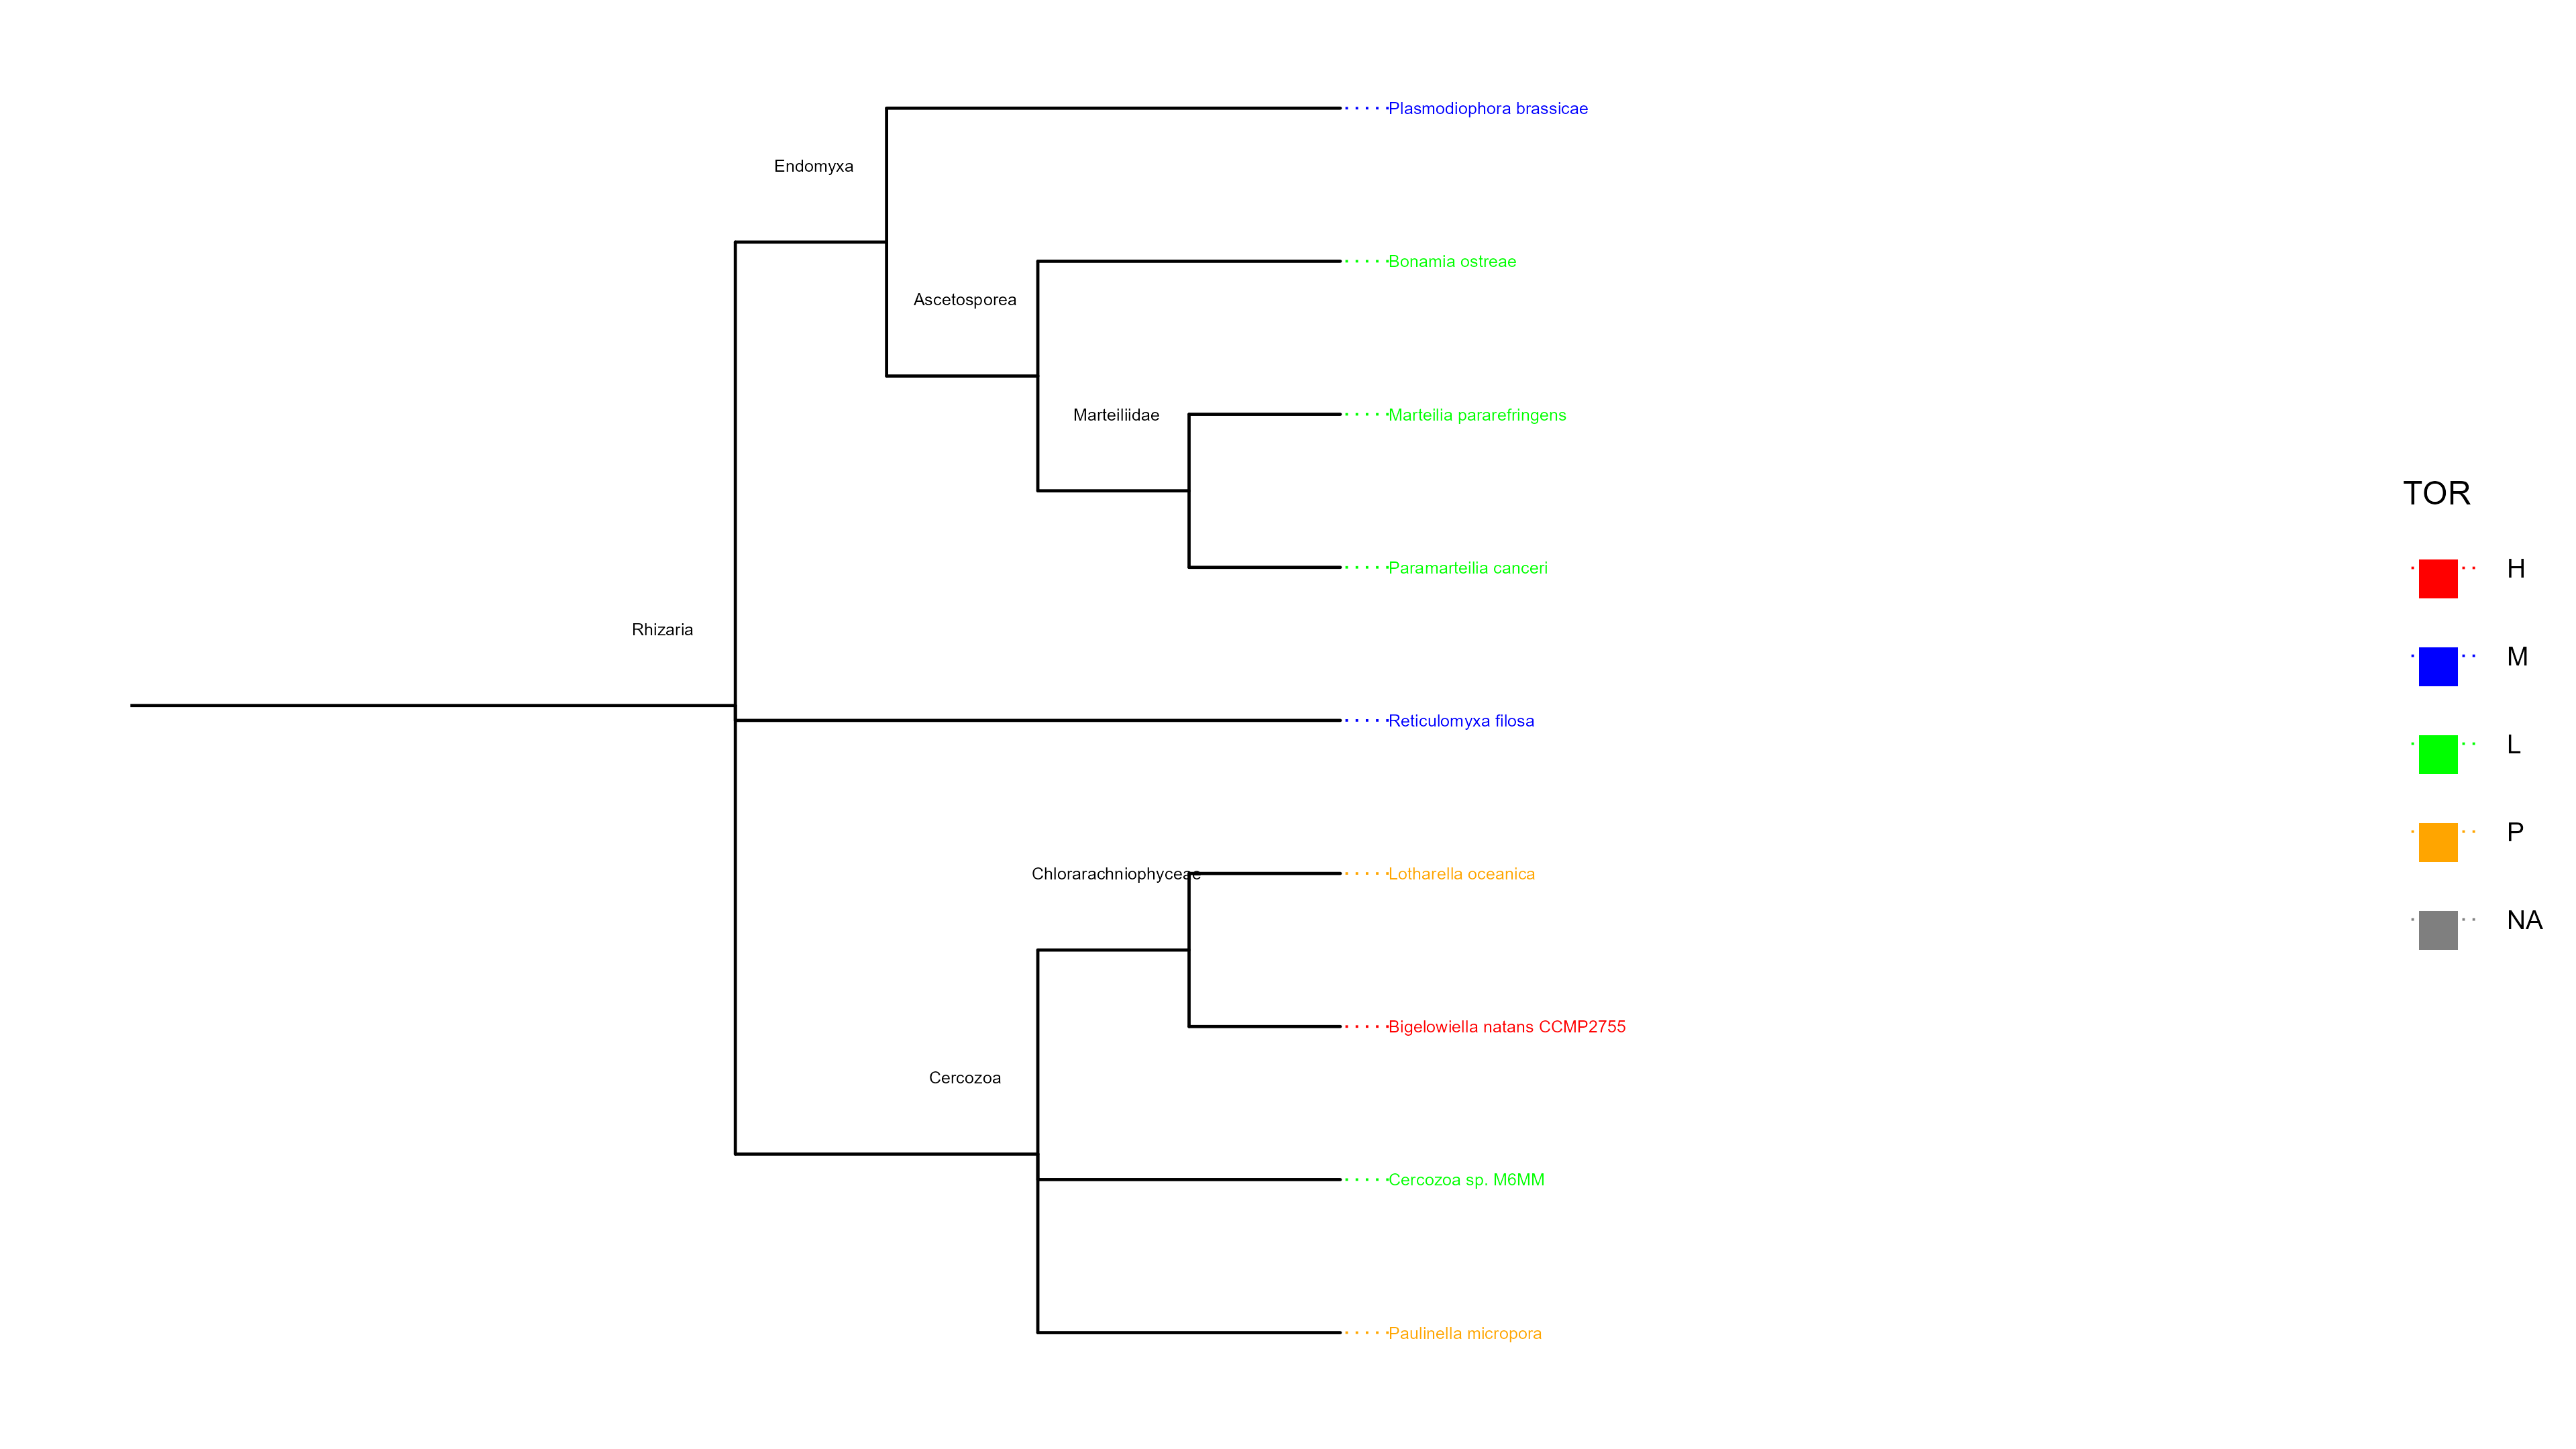 Plasmodiophora brassicae
Endomyxa
Bonamia ostreae
Ascetosporea
Marteiliidae
Marteilia pararefringens
Paramarteilia canceri
Rhizaria
Reticulomyxa filosa
Chlorarachniophyceae
Lotharella oceanica
Bigelowiella natans CCMP2755
Cercozoa
Cercozoa sp. M6MM
Paulinella micropora
TOR
H
M
L
P
NA